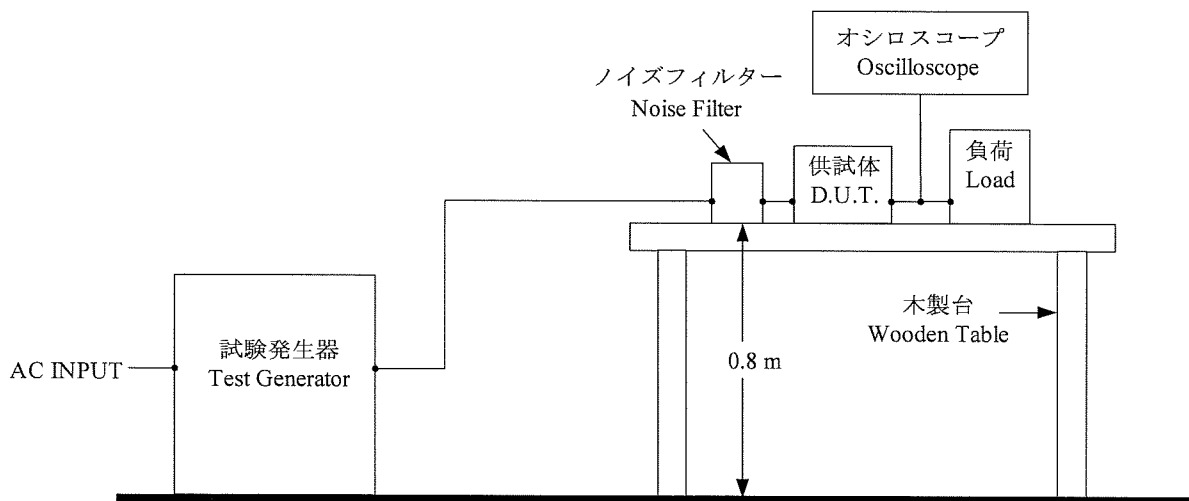 オシロスコープ
Oscilloscope
ノイズフィルター
Noise Filter
供試体
D.U.T.
負荷
Load
木製台
Wooden Table
試験発生器
Test Generator
AC INPUT
0.8 m